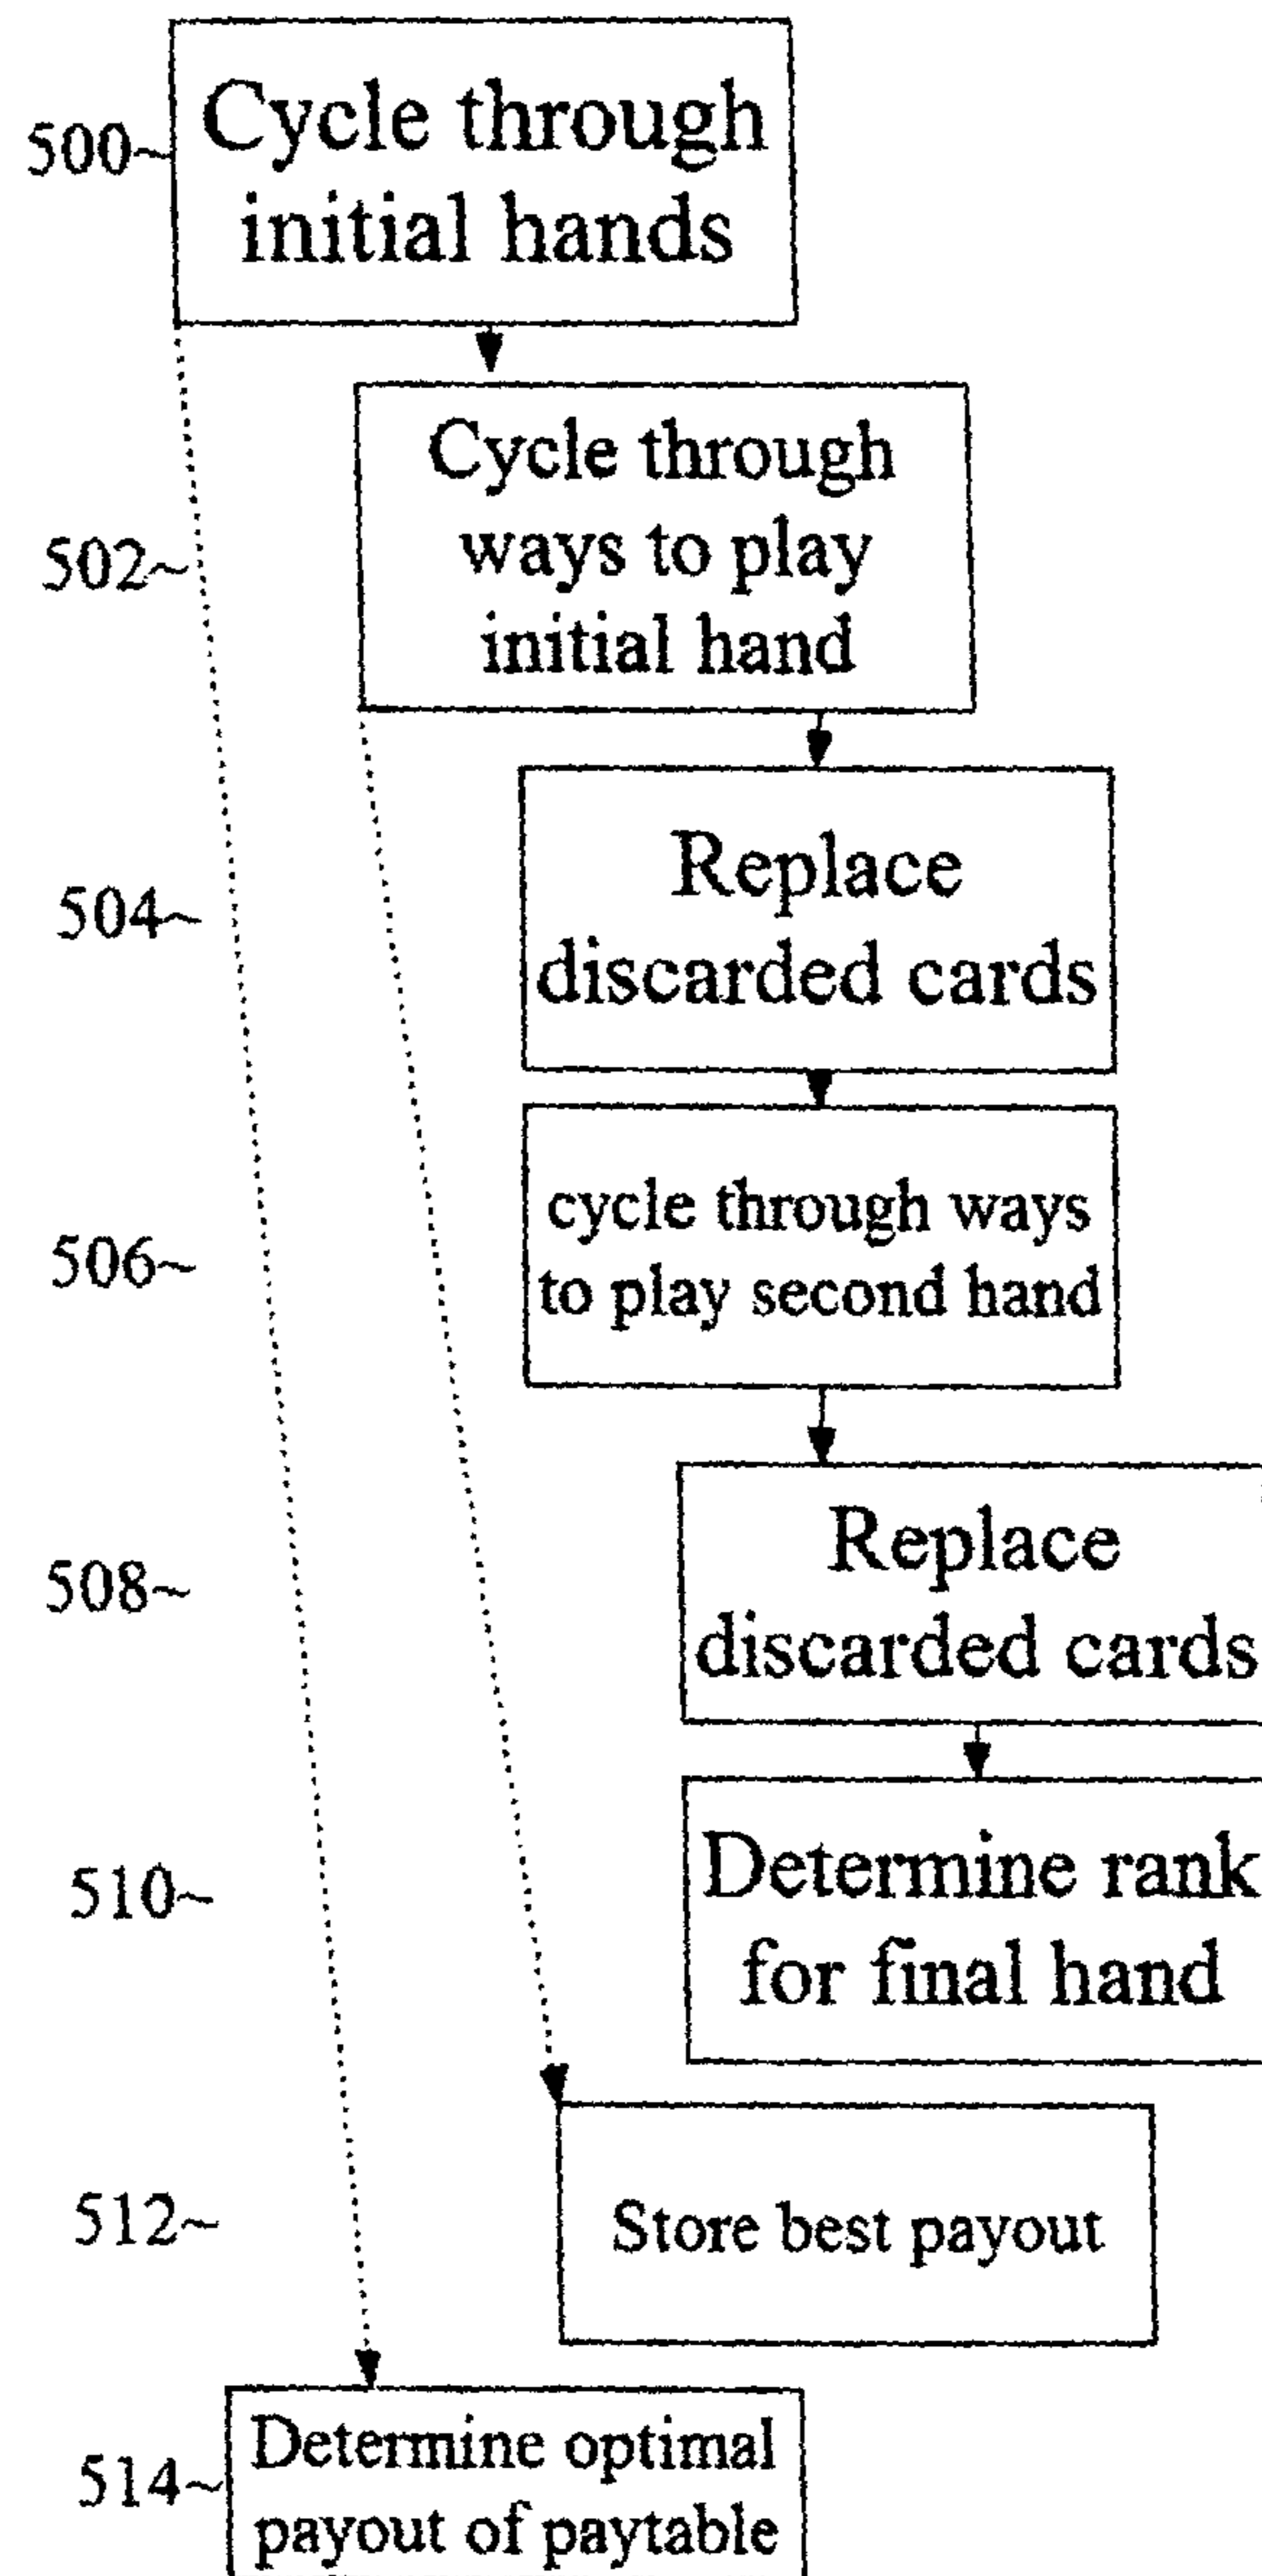 500~
Cycle through
initial hands
502~
Cycle through
ways to play
initial hand
504~
Replace
discarded cards
506~
cycle through ways
to play second hand
508~
Replace
discarded cards
510~
Determine rank
for final hand
512~
Store best payout
514~
Determine optimal
payout of paytable